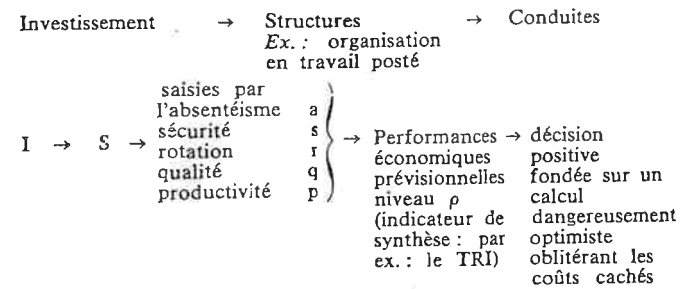 Investissement → Structures → Conduites
Ex. : organisation
en travail posté
saisies par
l'absentéisme a
sécurité s
I → S → rotation r → Performances → décision
qualité q économiques positive
productivité p prévisionnelles fondée sur un
niveau ρ calcul
(indicateur de dangereusement
synthèse : par optimiste
ex. : le TRI) oblitérant les
coûts cachés